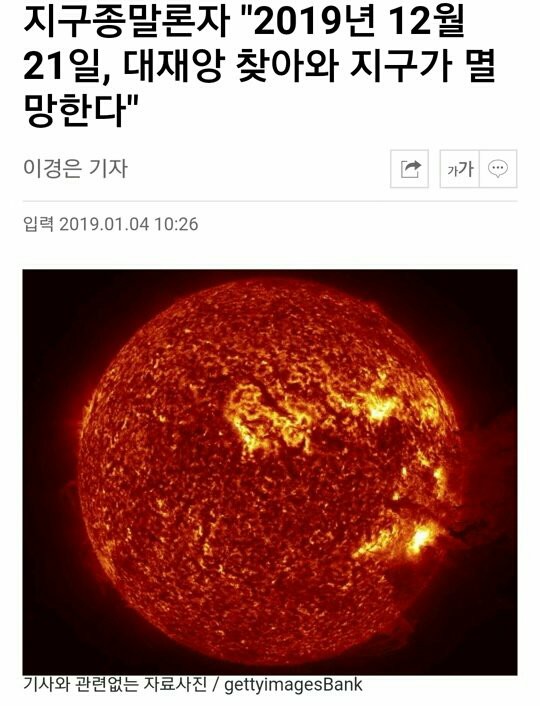 지구종말론자 "2019년 12월
21일, 대재앙 찾아와 지구가 멸
망한다"
이경은 기자
가가
입력 2019.01.04 10:26
기사와 관련없는 자료사진 / gettyimagesBank